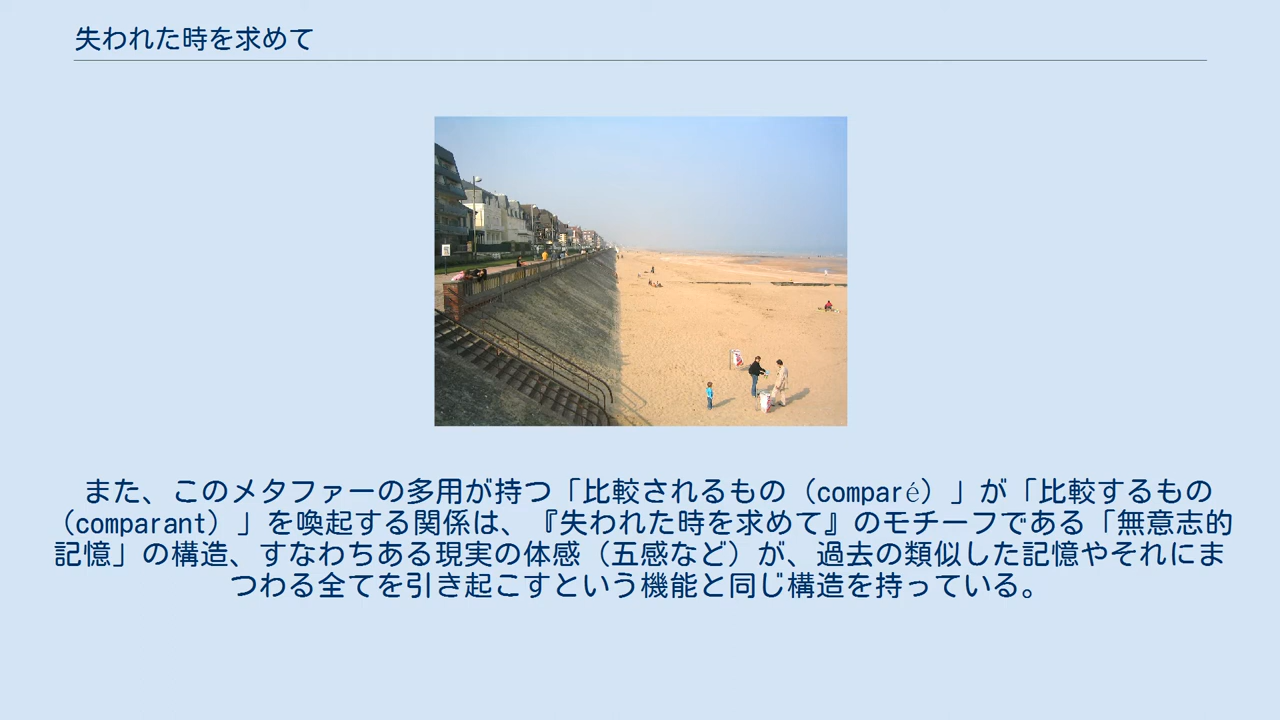 失われた時を求めて
また、このメタファーの多用が持つ「比較されるもの（comparé）」が「比較するもの
（comparant）」を喚起する関係は、『失われた時を求めて』のモチーフである「無意志的
記憶」の構造、すなわちある現実の体感（五感など）が、過去の類似した記憶やそれにま
つわる全てを引き起こすという機能と同じ構造を持っている。